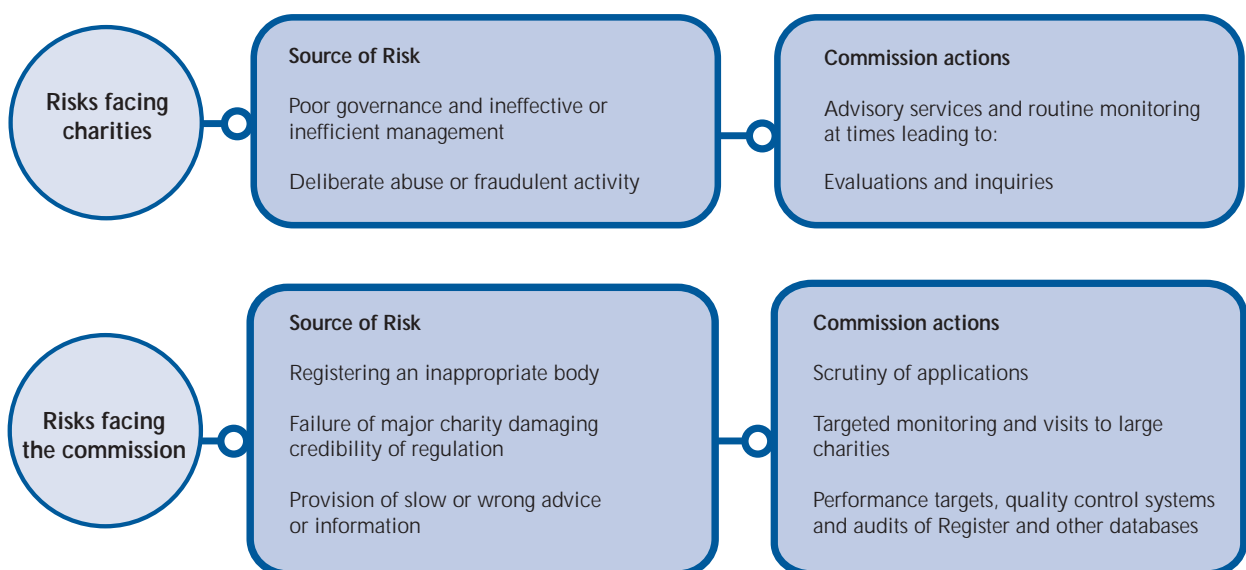 Risks facing
charities
Source of Risk
Poor governance and ineffective or
inefficient management
Deliberate abuse or fraudulent activity
Commission actions
Advisory services and routine monitoring
at times leading to:
Evaluations and inquiries
Risks facing
the commission
Source of Risk
Registering an inappropriate body
Failure of major charity damaging
credibility of regulation
Provision of slow or wrong advice
or information
Commission actions
Scrutiny of applications
Targeted monitoring and visits to large
charities
Performance targets, quality control systems
and audits of Register and other databases